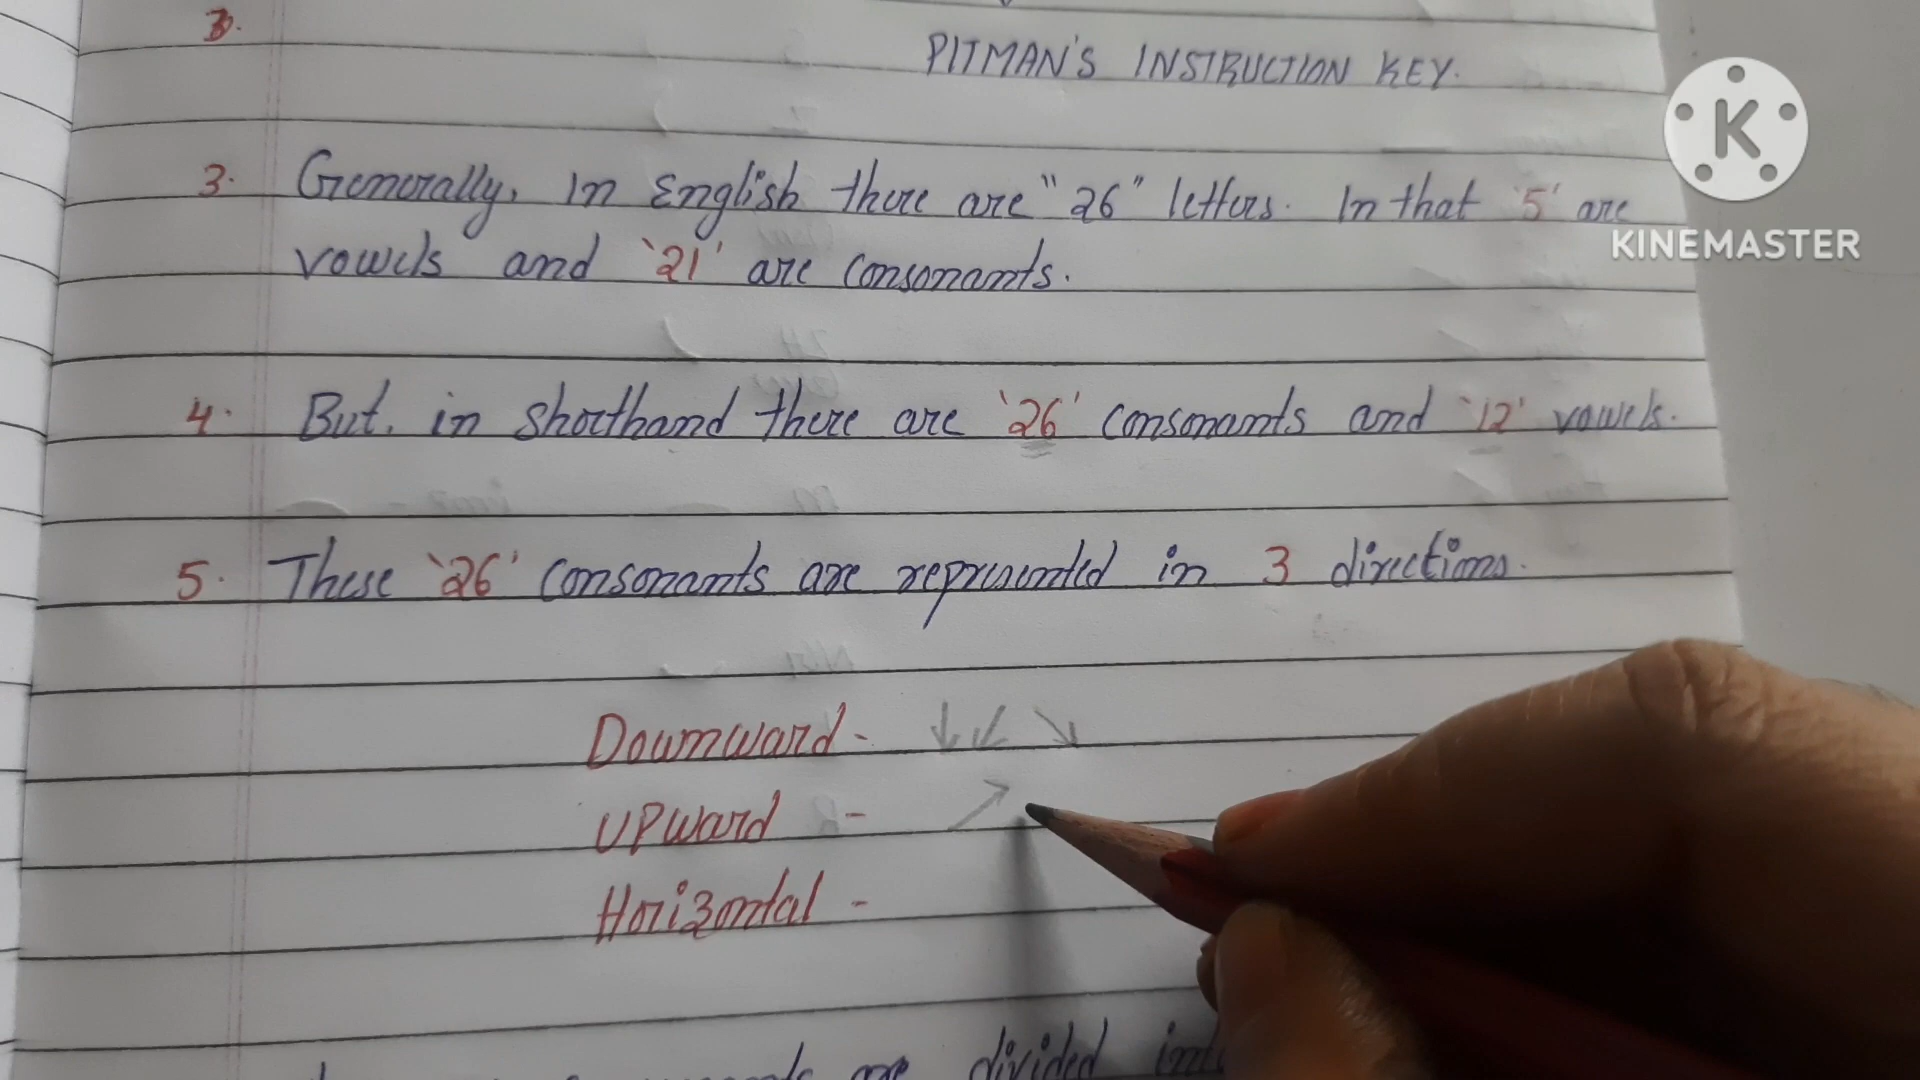 3.
PITMAN'S INSTRUCTION KEY.
K
KINEMASTER
3. Generally, In English there are "26" letters. In that '5' are
vowels and '21' are consonants.
4. But, in Shorthand there are '26' consonants and '12' vowels.
5. These '26' consonants are represented in 3 directions.
Downward - ↓ ↙ ↘
UPward - ↗
Horizontal -
are divided into